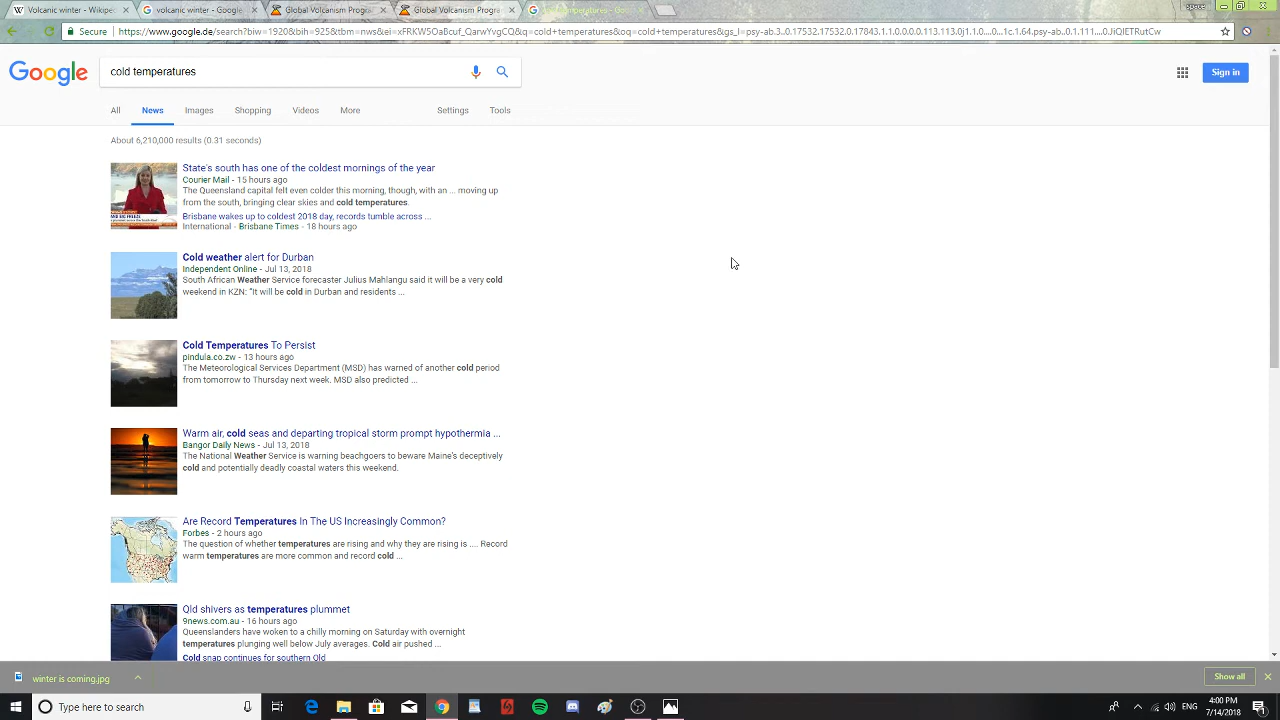 Volcanic winter - Wikipe
volcanic winter - Google
Global Volcanism Progra
Global Volcanism Progra
Secure
https://www.google.de/search?biw=1920&bih=925&tbm=nws&ei=xFRKW5OaBcuf_QarwYvgCQ&q=cold+temperatures&oq=cold+temperatures&gs_l=psy-ab.3..0.17532.17532.0.17843.1.1.0.0.0.0.113.113.0j1.1.0....0...1c.1.64.psy-ab..0.1.111....0.JiQIETRutCw
Google
cold temperatures
Sign in
All News Images Shopping Videos More Settings Tools
About 6,210,000 results (0.31 seconds)
State's south has one of the coldest mornings of the year
Courier Mail - 15 hours ago
The Queensland capital felt even colder this morning, though, with an ... moving up
from the south, bringing clear skies and cold temperatures.
Brisbane wakes up to coldest 2018 day, records tumble across ...
International - Brisbane Times - 18 hours ago
Cold weather alert for Durban
Independent Online - Jul 13, 2018
South African Weather Service forecaster Julius Mahlangu said it will be a very cold
weekend in KZN: "It will be cold in Durban and residents ...
Cold Temperatures To Persist
pindula.co.zw - 13 hours ago
The Meteorological Services Department (MSD) has warned of another cold period
from tomorrow to Thursday next week. MSD also predicted ...
Warm air, cold seas and departing tropical storm prompt hypothermia ...
Bangor Daily News - Jul 13, 2018
The National Weather Service is warning beachgoers to beware Maine's deceptively
cold and potentially deadly coastal waters this weekend.
Are Record Temperatures In The US Increasingly Common?
Forbes - 2 hours ago
The question of whether temperatures are rising and why they are rising is .... Record
warm temperatures are more common and record cold ...
Qld shivers as temperatures plummet
9news.com.au - 16 hours ago
Queenslanders have woken to a chilly morning on Saturday with overnight
temperatures plunging well below July averages. Cold air pushed ...
Cold snap continues for southern Qld
winter is coming.jpg
Show all
Type here to search
ENG
4:00 PM
7/14/2018